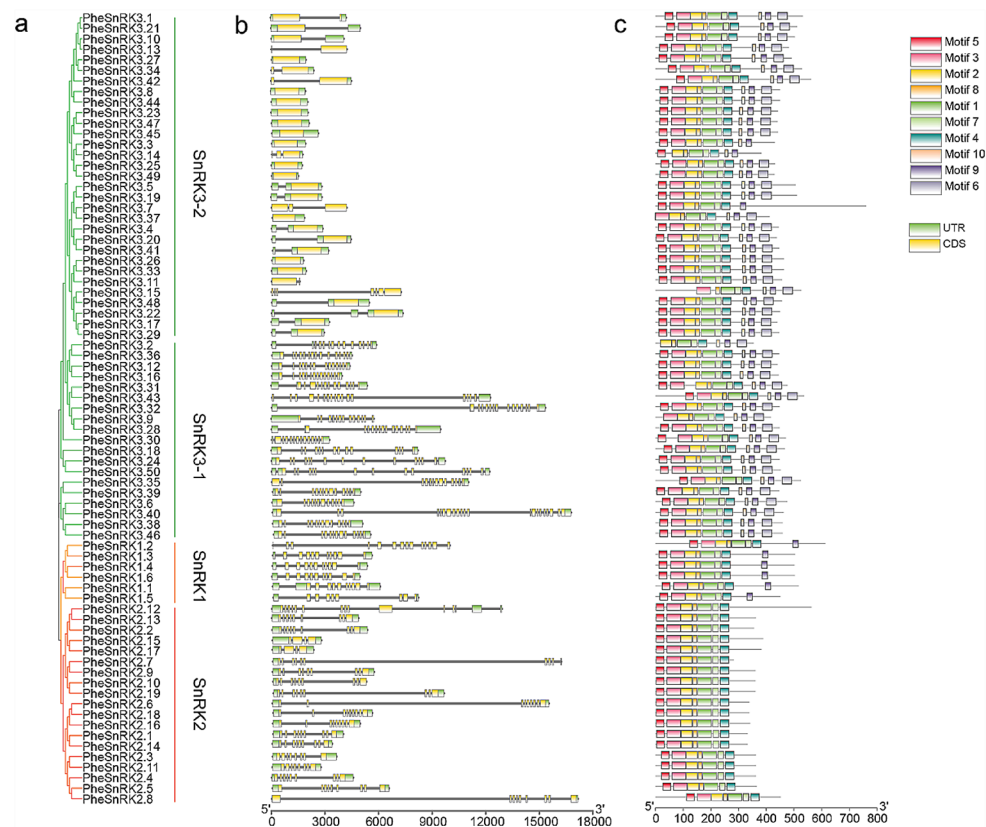 a
b
c
PheSnRK3.1
PheSnRK3.21
PheSnRK3.10
PheSnRK3.13
PheSnRK3.27
PheSnRK3.34
PheSnRK3.42
PheSnRK3.8
PheSnRK3.44
PheSnRK3.23
PheSnRK3.47
PheSnRK3.45
PheSnRK3.3
PheSnRK3.14
PheSnRK3.25
PheSnRK3.49
PheSnRK3.5
PheSnRK3.19
PheSnRK3.7
PheSnRK3.37
PheSnRK3.4
PheSnRK3.20
PheSnRK3.41
PheSnRK3.26
PheSnRK3.33
PheSnRK3.11
PheSnRK3.15
PheSnRK3.48
PheSnRK3.22
PheSnRK3.17
PheSnRK3.29
PheSnRK3.2
PheSnRK3.36
PheSnRK3.12
PheSnRK3.16
PheSnRK3.31
PheSnRK3.43
PheSnRK3.32
PheSnRK3.9
PheSnRK3.28
PheSnRK3.30
PheSnRK3.18
PheSnRK3.24
PheSnRK3.50
PheSnRK3.35
PheSnRK3.39
PheSnRK3.6
PheSnRK3.40
PheSnRK3.38
PheSnRK3.46
PheSnRK1.2
PheSnRK1.3
PheSnRK1.4
PheSnRK1.6
PheSnRK1.1
PheSnRK1.5
PheSnRK2.12
PheSnRK2.13
PheSnRK2.2
PheSnRK2.15
PheSnRK2.17
PheSnRK2.7
PheSnRK2.9
PheSnRK2.10
PheSnRK2.19
PheSnRK2.6
PheSnRK2.18
PheSnRK2.16
PheSnRK2.1
PheSnRK2.14
PheSnRK2.3
PheSnRK2.11
PheSnRK2.4
PheSnRK2.5
PheSnRK2.8
SnRK3-2
SnRK3-1
SnRK1
SnRK2
5' 3'
0 3000 6000 9000 12000 15000 18000
5' 3'
0 100 200 300 400 500 600 700 800
Motif 5
Motif 3
Motif 2
Motif 8
Motif 1
Motif 7
Motif 4
Motif 10
Motif 9
Motif 6
UTR
CDS